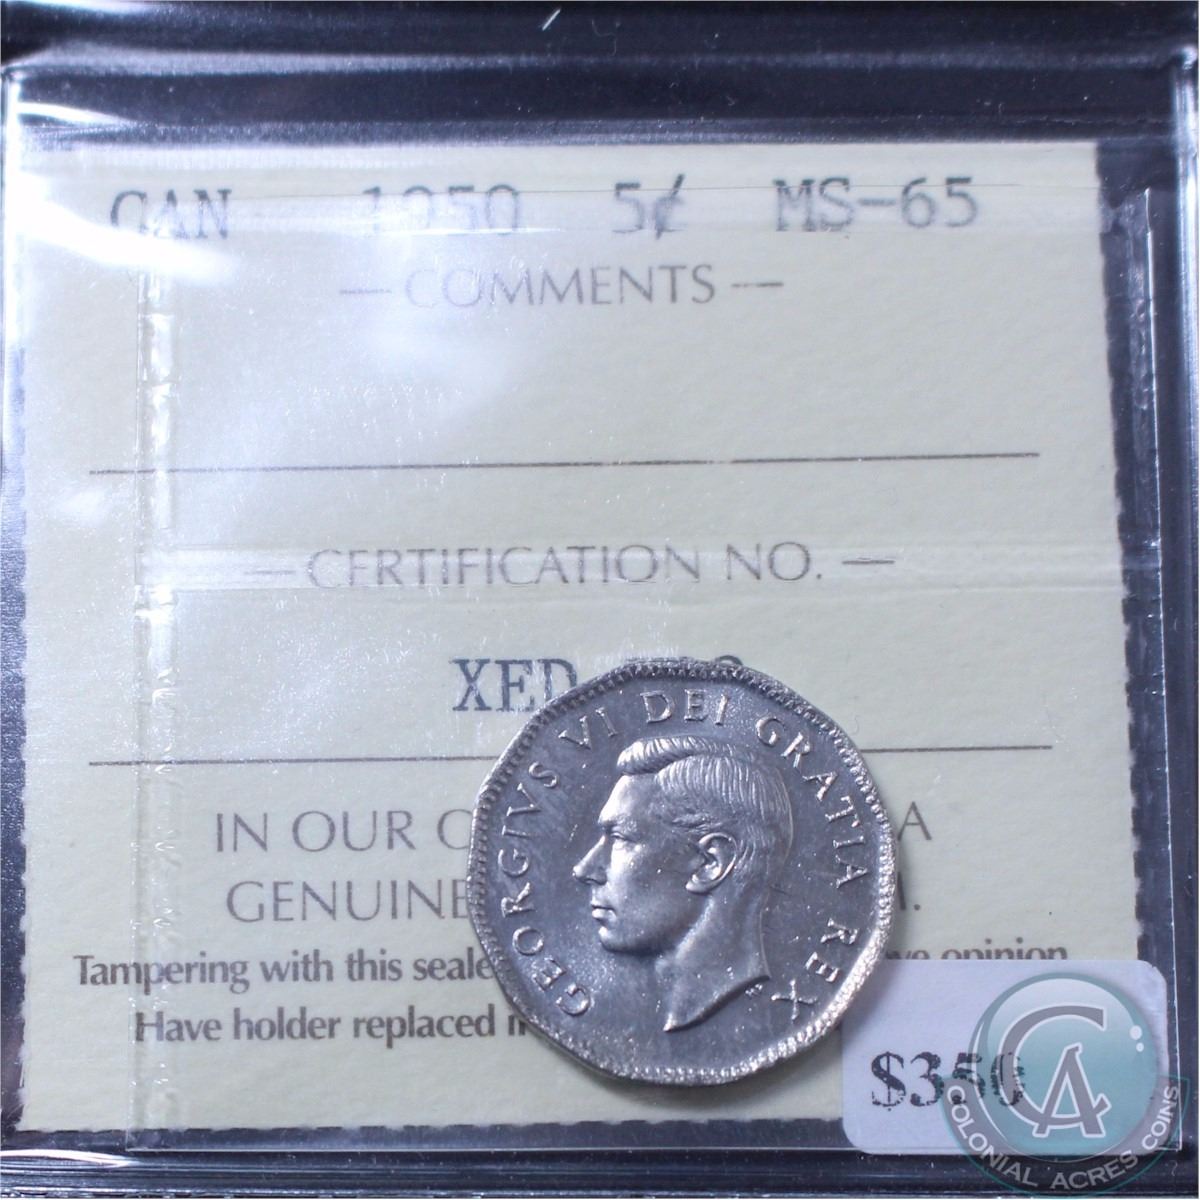 CAN 1950 5¢ MS-65
— COMMENTS —
— CERTIFICATION NO. —
XED
GEORGIVS VI DEI GRATIA REX
IN OUR A
GENUINE
Tampering with this opinion
Have holder replaced
$350
CA
COLONIAL ACRES COINS